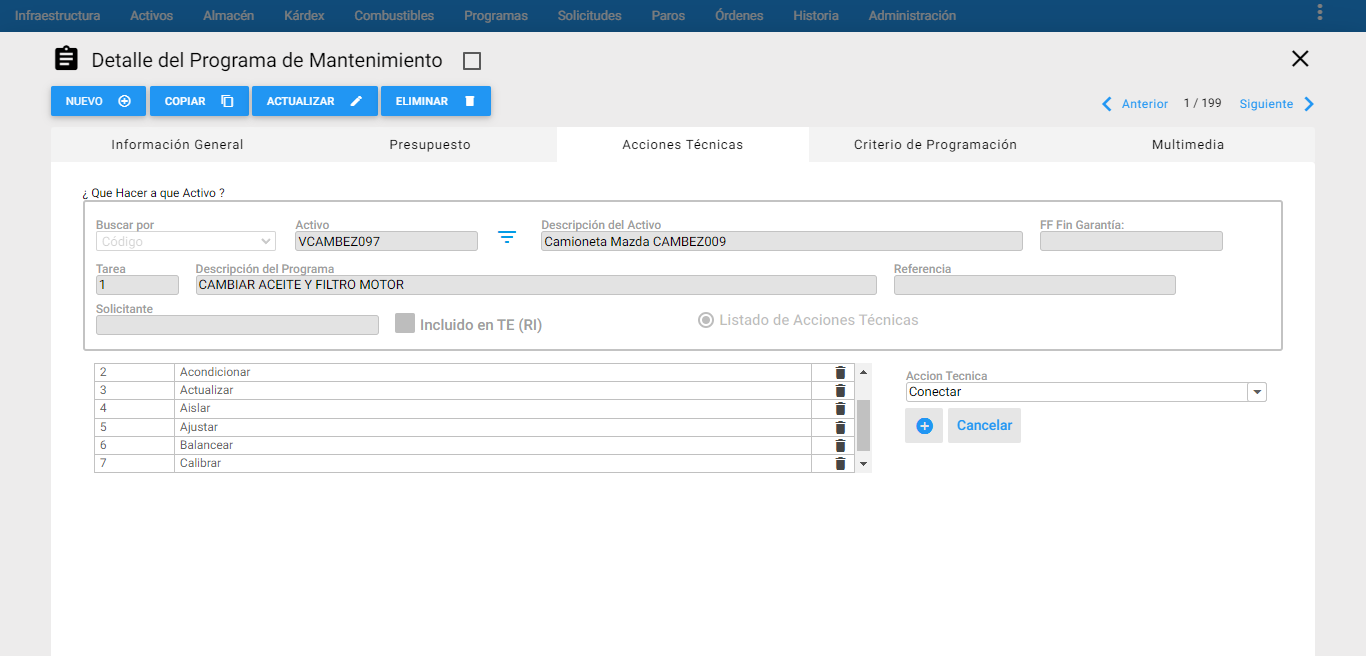 Infraestructura Activos Almacén Kárdex Combustibles Programas Solicitudes Paros Órdenes Historia Administración
Detalle del Programa de Mantenimiento
NUEVO COPIAR ACTUALIZAR ELIMINAR
Anterior 1 / 199 Siguiente
Información General Presupuesto Acciones Técnicas Criterio de Programación Multimedia
¿ Que Hacer a que Activo ?
Buscar por Activo Descripción del Activo FF Fin Garantía:
Código VCAMBEZ097 Camioneta Mazda CAMBEZ009
Tarea Descripción del Programa Referencia
1 CAMBIAR ACEITE Y FILTRO MOTOR
Solicitante
Incluido en TE (RI) Listado de Acciones Técnicas
2 Acondicionar
3 Actualizar
4 Aislar
5 Ajustar
6 Balancear
7 Calibrar
Accion Tecnica
Conectar
Cancelar